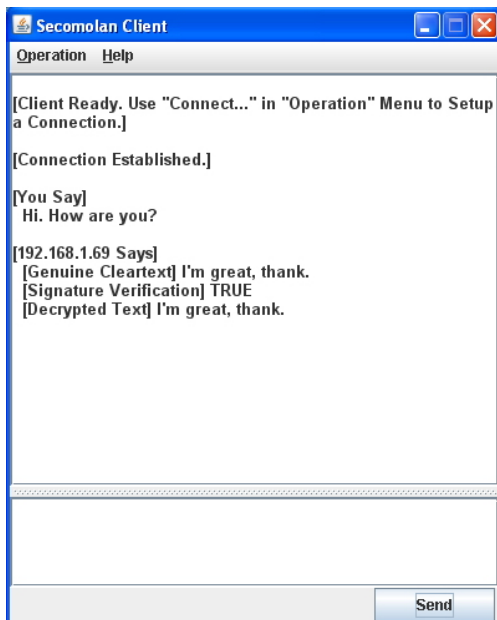 Secomolan Client
Operation Help
[Client Ready. Use "Connect..." in "Operation" Menu to Setup
a Connection.]
[Connection Established.]
[You Say]
Hi. How are you?
[192.168.1.69 Says]
[Genuine Cleartext] I'm great, thank.
[Signature Verification] TRUE
[Decrypted Text] I'm great, thank.
Send